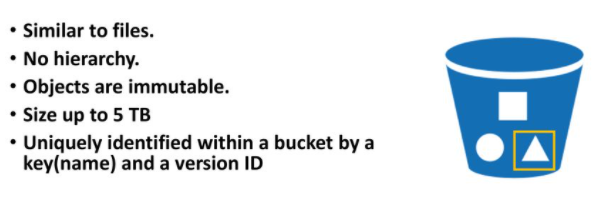 • Similar to files.
• No hierarchy.
• Objects are immutable.
• Size up to 5 TB
• Uniquely identified within a bucket by a
key(name) and a version ID